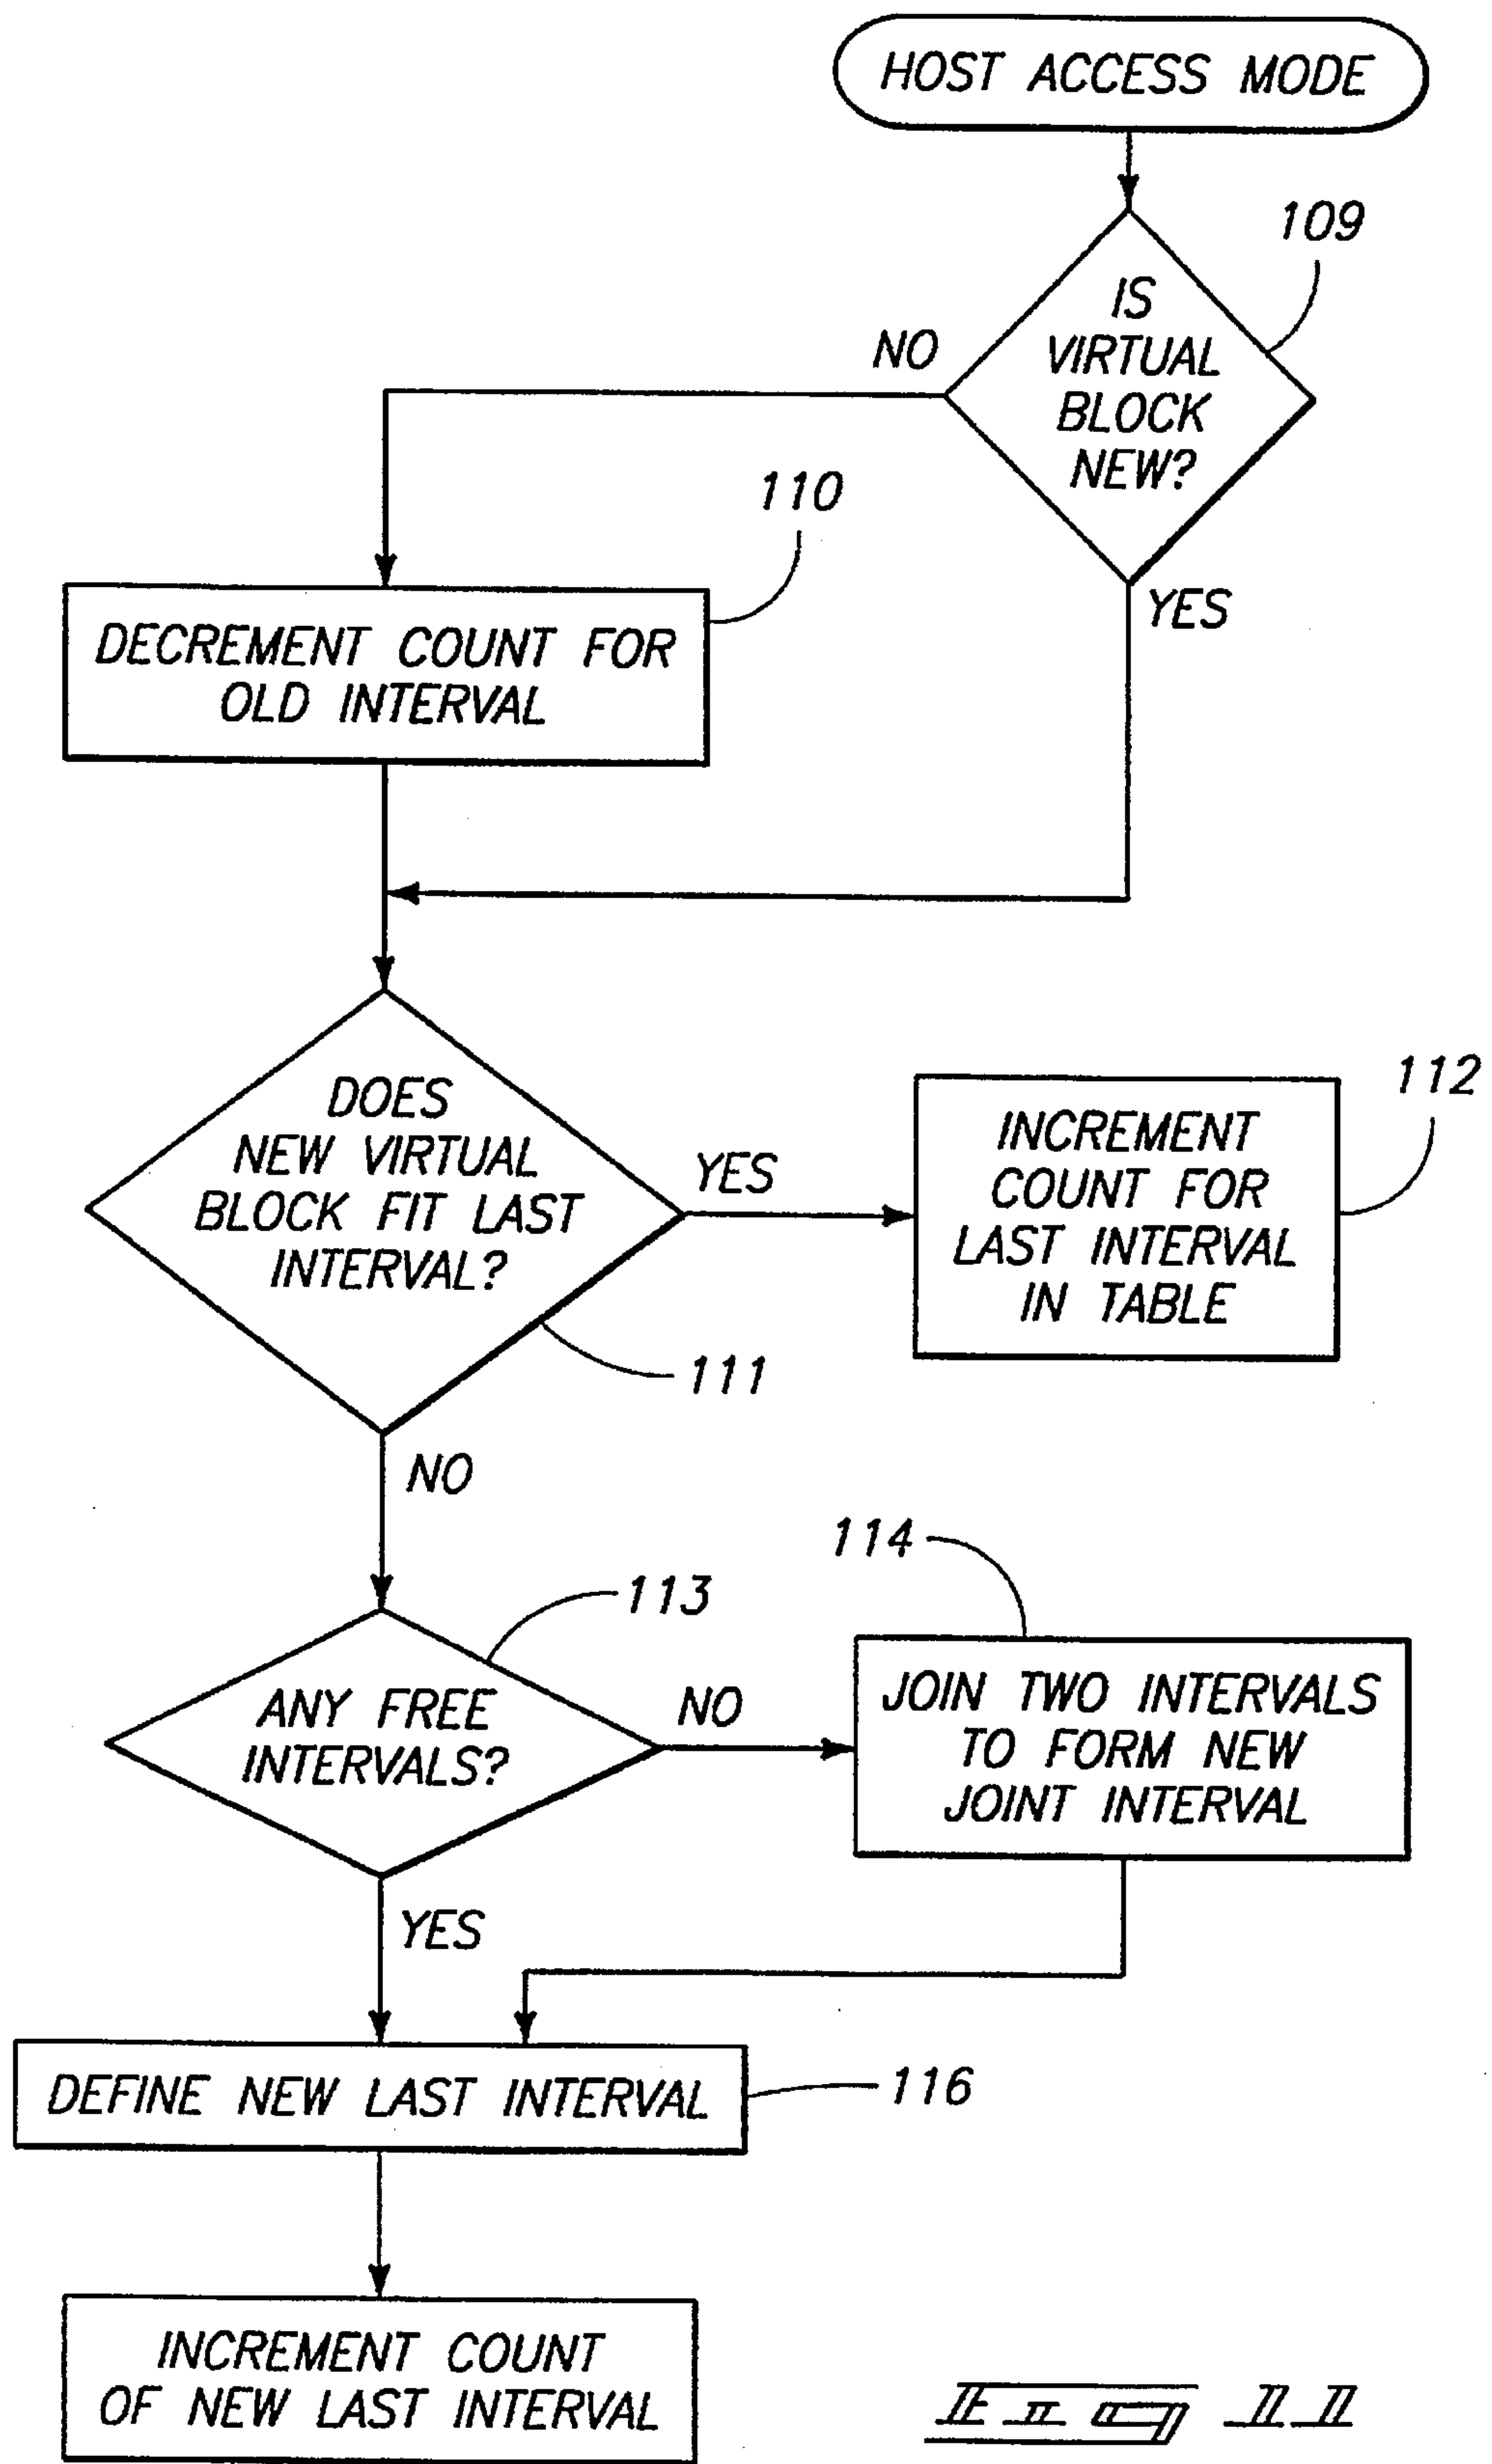 HOST ACCESS MODE
109
IS
VIRTUAL
BLOCK
NEW?
NO
YES
110
DECREMENT COUNT FOR
OLD INTERVAL
DOES
NEW VIRTUAL
BLOCK FIT LAST
INTERVAL?
YES
111
NO
112
INCREMENT
COUNT FOR
LAST INTERVAL
IN TABLE
113
ANY FREE
INTERVALS?
NO
YES
114
JOIN TWO INTERVALS
TO FORM NEW
JOINT INTERVAL
DEFINE NEW LAST INTERVAL
116
INCREMENT COUNT
OF NEW LAST INTERVAL
Fig 11